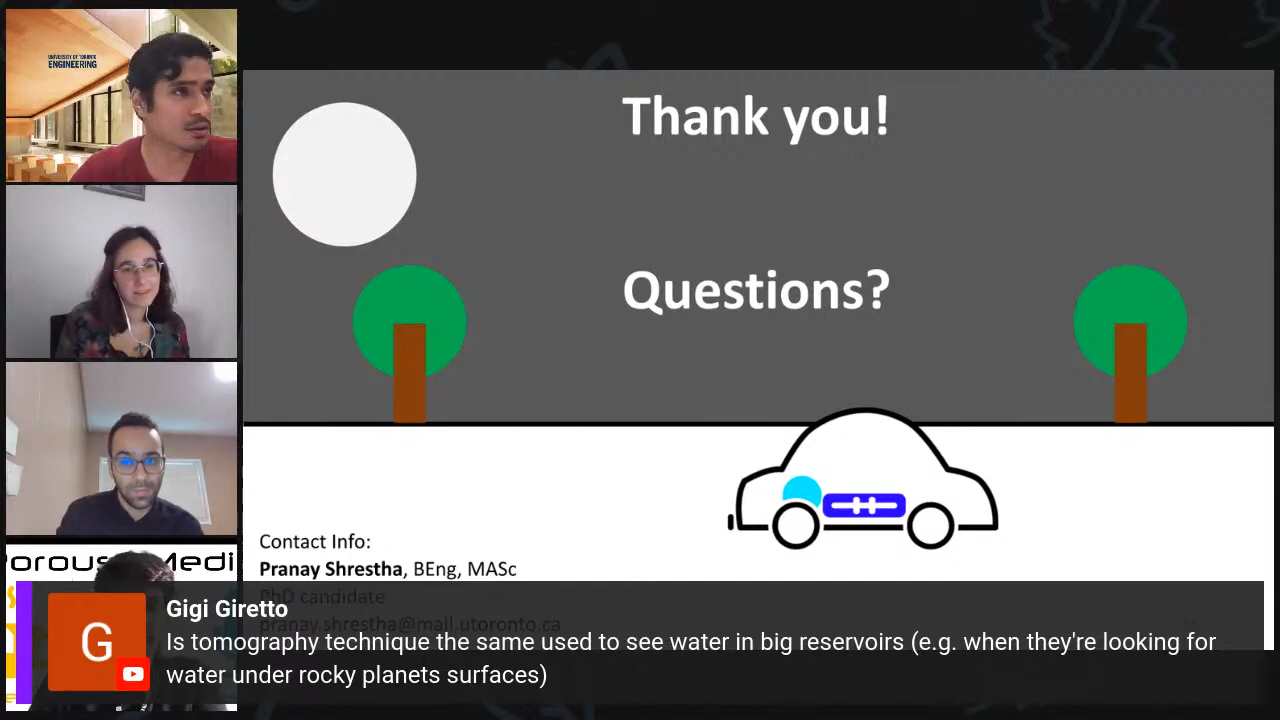 UNIVERSITY OF TORONTO
ENGINEERING
Thank you!
Questions?
Contact Info:
Pranay Shrestha, BEng, MASc
PhD candidate
pranay.shrestha@mail.utoronto.ca
orous Medi
G
Gigi Giretto
Is tomography technique the same used to see water in big reservoirs (e.g. when they're looking for
water under rocky planets surfaces)